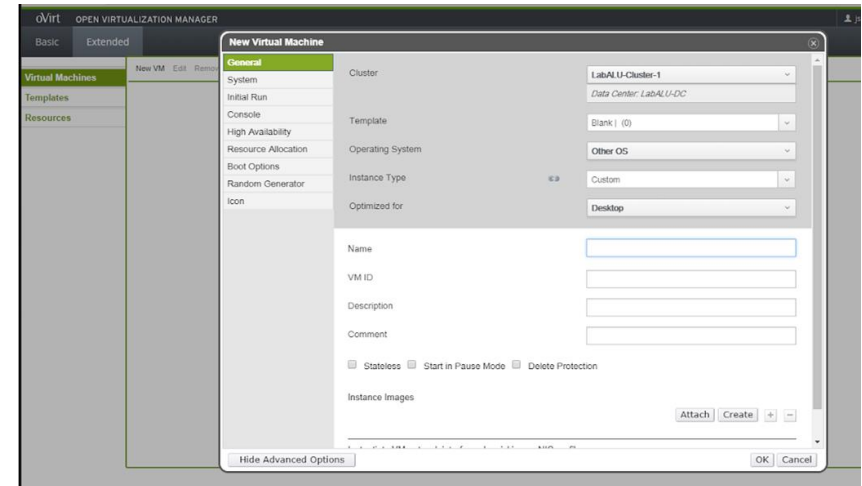 oVirt OPEN VIRTUALIZATION MANAGER
Basic Extended
Virtual Machines
Templates
Resources
New VM Edit Remov
New Virtual Machine
General
System
Initial Run
Console
High Availability
Resource Allocation
Boot Options
Random Generator
Icon
Cluster LabALU-Cluster-1
Data Center: LabALU-DC
Template Blank | (0)
Operating System Other OS
Instance Type Custom
Optimized for Desktop
Name
VM ID
Description
Comment
Stateless Start in Pause Mode Delete Protection
Instance Images
Attach Create + -
Hide Advanced Options OK Cancel